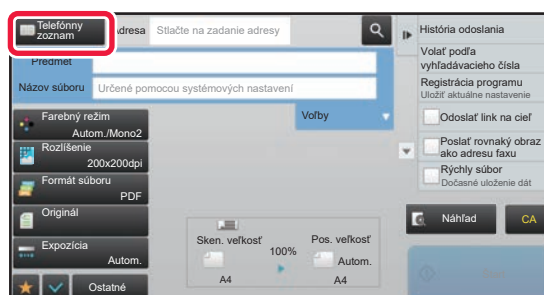 Telefónny
zoznam
dresa
Stlačte na zadanie adresy
Predmet
Názov súboru
Určené pomocou systémových nastavení
Voľby
Farebný režim
Autom./Mono2
Rozlíšenie
200x200dpi
Formát súboru
PDF
Originál
Expozícia
Autom.
Ostatné
Sken. veľkosť
A4
100%
Pos. veľkosť
Autom.
A4
História odoslania
Volať podľa
vyhľadávacieho čísla
Registrácia programu
Uložiť aktuálne nastavenie
Odoslať link na cieľ
Poslať rovnaký obraz
ako adresu faxu
Rýchly súbor
Dočasné uloženie dát
Náhľad
CA